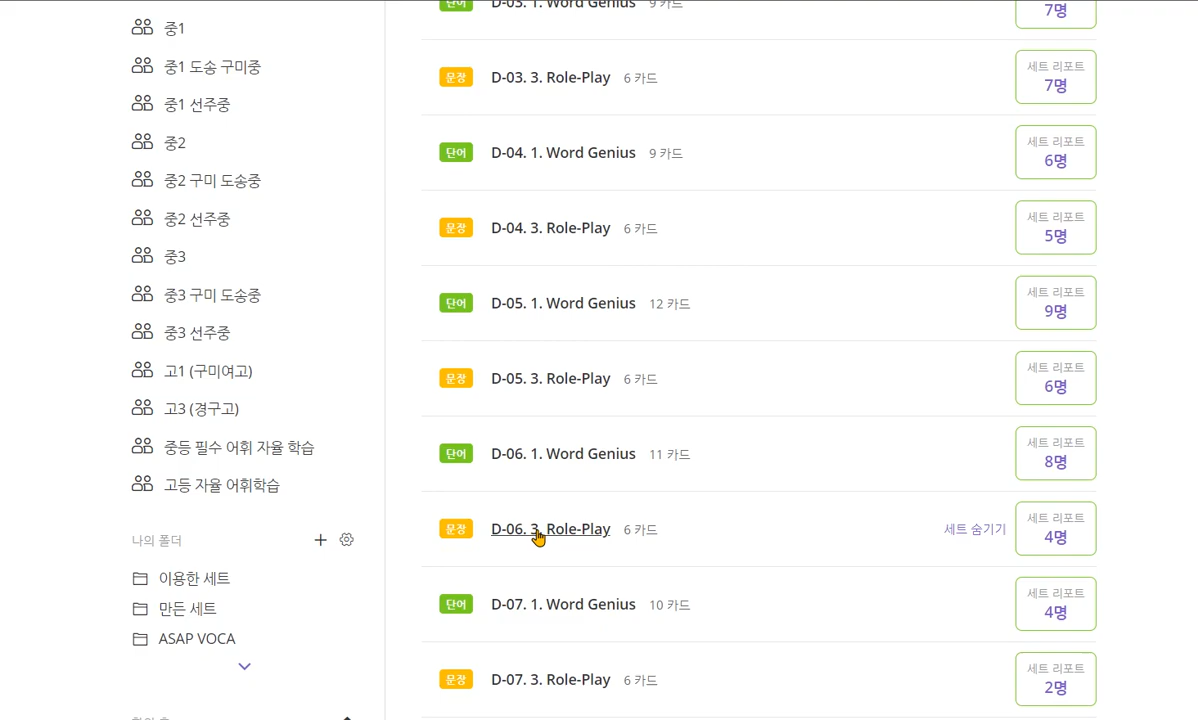 중1
중1 도송 구미중
중1 선주중
중2
중2 구미 도송중
중2 선주중
중3
중3 구미 도송중
중3 선주중
고1 (구미여고)
고3 (경구고)
중등 필수 어휘 자율 학습
고등 자율 어휘학습
나의 폴더
이용한 세트
만든 세트
ASAP VOCA
단어 D-03. 1. Word Genius 9 카드
7명
문장 D-03. 3. Role-Play 6 카드
세트 리포트
7명
단어 D-04. 1. Word Genius 9 카드
세트 리포트
6명
문장 D-04. 3. Role-Play 6 카드
세트 리포트
5명
단어 D-05. 1. Word Genius 12 카드
세트 리포트
9명
문장 D-05. 3. Role-Play 6 카드
세트 리포트
6명
단어 D-06. 1. Word Genius 11 카드
세트 리포트
8명
문장 D-06. 3. Role-Play 6 카드 세트 숨기기
세트 리포트
4명
단어 D-07. 1. Word Genius 10 카드
세트 리포트
4명
문장 D-07. 3. Role-Play 6 카드
세트 리포트
2명